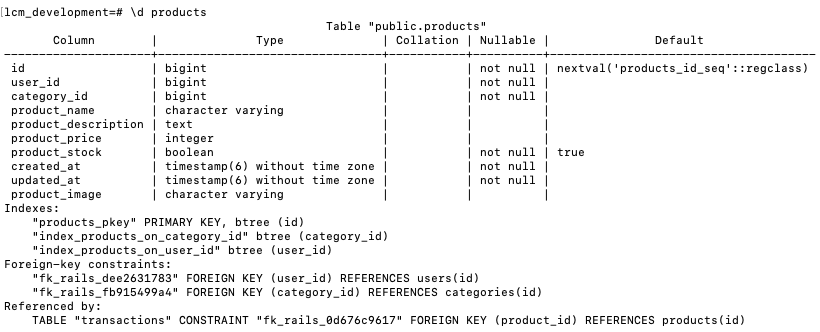 [lcm_development=# \d products
Table "public.products"
Column | Type | Collation | Nullable | Default
id | bigint | | not null | nextval('products_id_seq'::regclass)
user_id | bigint | | not null |
category_id | bigint | | not null |
product_name | character varying | | |
product_description | text | | |
product_price | integer | | |
product_stock | boolean | | not null | true
created_at | timestamp(6) without time zone | | not null |
updated_at | timestamp(6) without time zone | | not null |
product_image | character varying | | |
Indexes:
"products_pkey" PRIMARY KEY, btree (id)
"index_products_on_category_id" btree (category_id)
"index_products_on_user_id" btree (user_id)
Foreign-key constraints:
"fk_rails_dee2631783" FOREIGN KEY (user_id) REFERENCES users(id)
"fk_rails_fb915499a4" FOREIGN KEY (category_id) REFERENCES categories(id)
Referenced by:
TABLE "transactions" CONSTRAINT "fk_rails_0d676c9617" FOREIGN KEY (product_id) REFERENCES products(id)